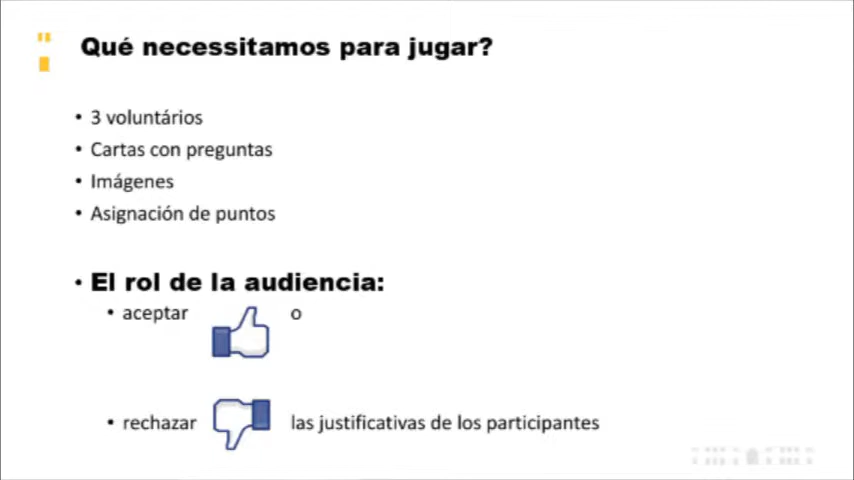 Qué necessitamos para jugar?
• 3 voluntários
• Cartas con preguntas
• Imágenes
• Asignación de puntos
• El rol de la audiencia:
• aceptar o
• rechazar las justificativas de los participantes